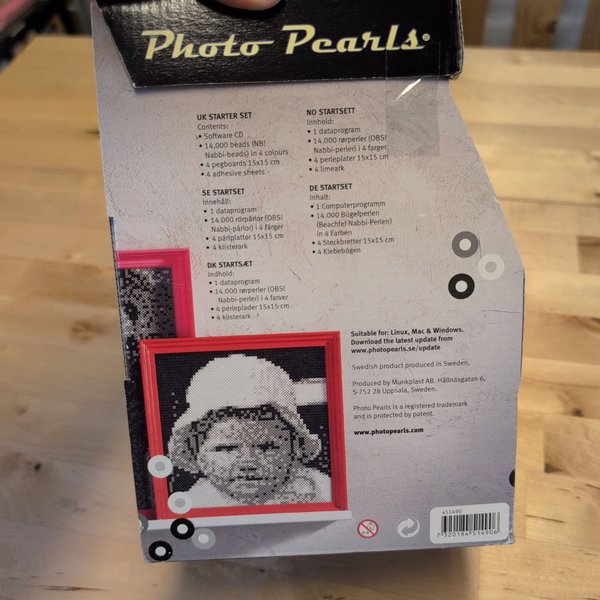 Photo Pearls®
UK STARTER SET
Contents:
• Software CD
• 14,000 beads (NB!
Nabbi-beads) in 4 colours
• 4 pegboards 15x15 cm
• 4 adhesive sheets
SE STARTSET
Innehåll:
• 1 dataprogram
• 14.000 rörpärlor (OBS!
Nabbi-pärlor) i 4 färger
• 4 pärlplattor 15x15 cm
• 4 klisterark
DK STARTSÆT
Indhold:
• 1 dataprogram
• 14.000 rørperler (OBS!
Nabbi-perler) i 4 farver
• 4 perleplader 15x15 cm
• 4 klisterark
NO STARTSETT
Innhold:
• 1 dataprogram
• 14.000 rørperler (OBS!
Nabbi-perler) i 4 farger
• 4 perleplater 15x15 cm
• 4 limeark
DE STARTSET
Inhalt:
• 1 Computerprogramm
• 14.000 Bügelperlen
(Beachte! Nabbi-Perlen)
in 4 Farben
• 4 Steckbretter 15x15 cm
• 4 Klebebögen
Suitable for: Linux, Mac & Windows.
Download the latest update from
www.photopearls.se/update
Swedish product produced in Sweden.
Produced by Munkplast AB. Hällnäsgatan 6,
S-752 28 Uppsala, Sweden.
Photo Pearls is a registered trademark
and is protected by patent.
www.photopearls.com
451490
7 320184 514906